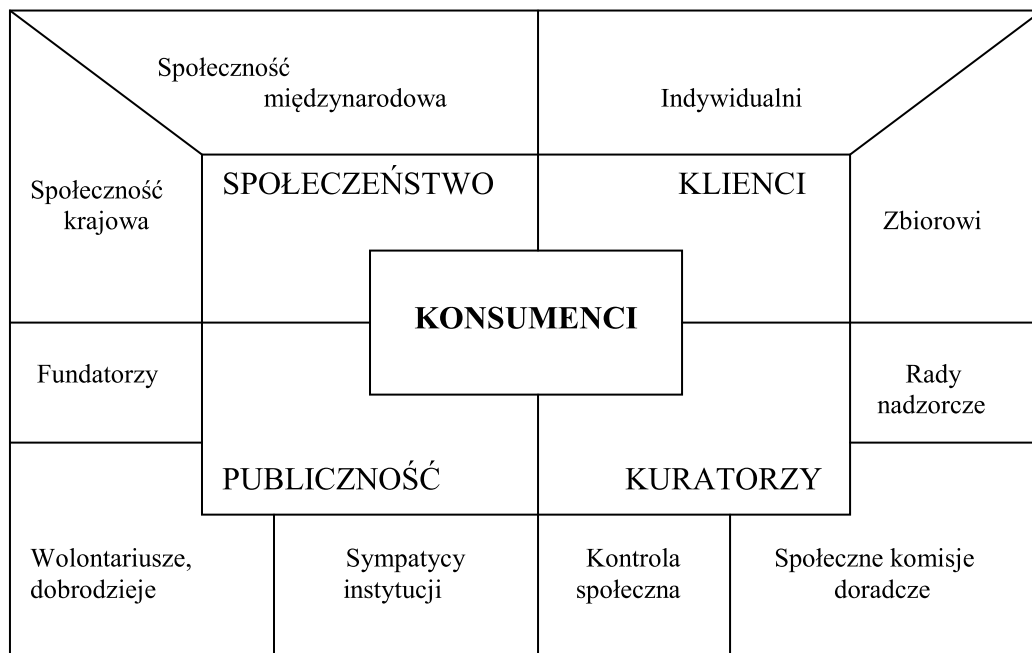 Społeczność
międzynarodowa
Indywidualni
Społeczność
krajowa
SPOŁECZEŃSTWO
KLIENCI
Zbiorowi
KONSUMENCI
Fundatorzy
Rady
nadzorcze
PUBLICZNOŚĆ
KURATORZY
Wolontariusze,
dobrodzieje
Sympatycy
instytucji
Kontrola
społeczna
Społeczne komisje
doradcze